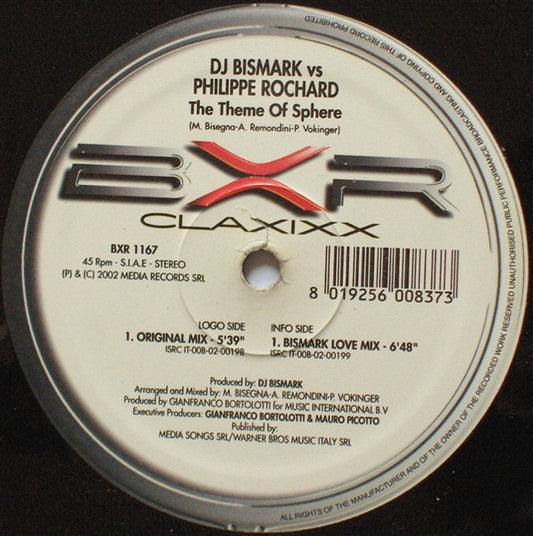 DJ BISMARK vs
PHILIPPE ROCHARD
The Theme Of Sphere
(M. Bisegna-A. Remondini-P. Vokinger)
BXR
CLAXIXX
BXR 1167
45 Rpm - S.I.A.E - STEREO
(P) & (C) 2002 MEDIA RECORDS SRL
8 019256 008373
LOGO SIDE
1. ORIGINAL MIX - 5'39"
ISRC IT-00B-02-00198
INFO SIDE
1. BISMARK LOVE MIX - 6'48"
ISRC IT-00B-02-00199
Produced by: DJ BISMARK
Arranged and Mixed by: M. BISEGNA-A. REMONDINI-P. VOKINGER
Produced by GIANFRANCO BORTOLOTTI for MUSIC INTERNATIONAL B.V
Executive Producers: GIANFRANCO BORTOLOTTI & MAURO PICOTTO
Published by:
MEDIA SONGS SRL/WARNER BROS MUSIC ITALY SRL
ALL RIGHTS OF THE MANUFACTURER AND OF THE OWNER OF THE RECORDED WORK RESERVED UNAUTHORISED PUBLIC PERFORMANCE BROADCASTING AND COPYING OF THIS RECORD PROHIBITED